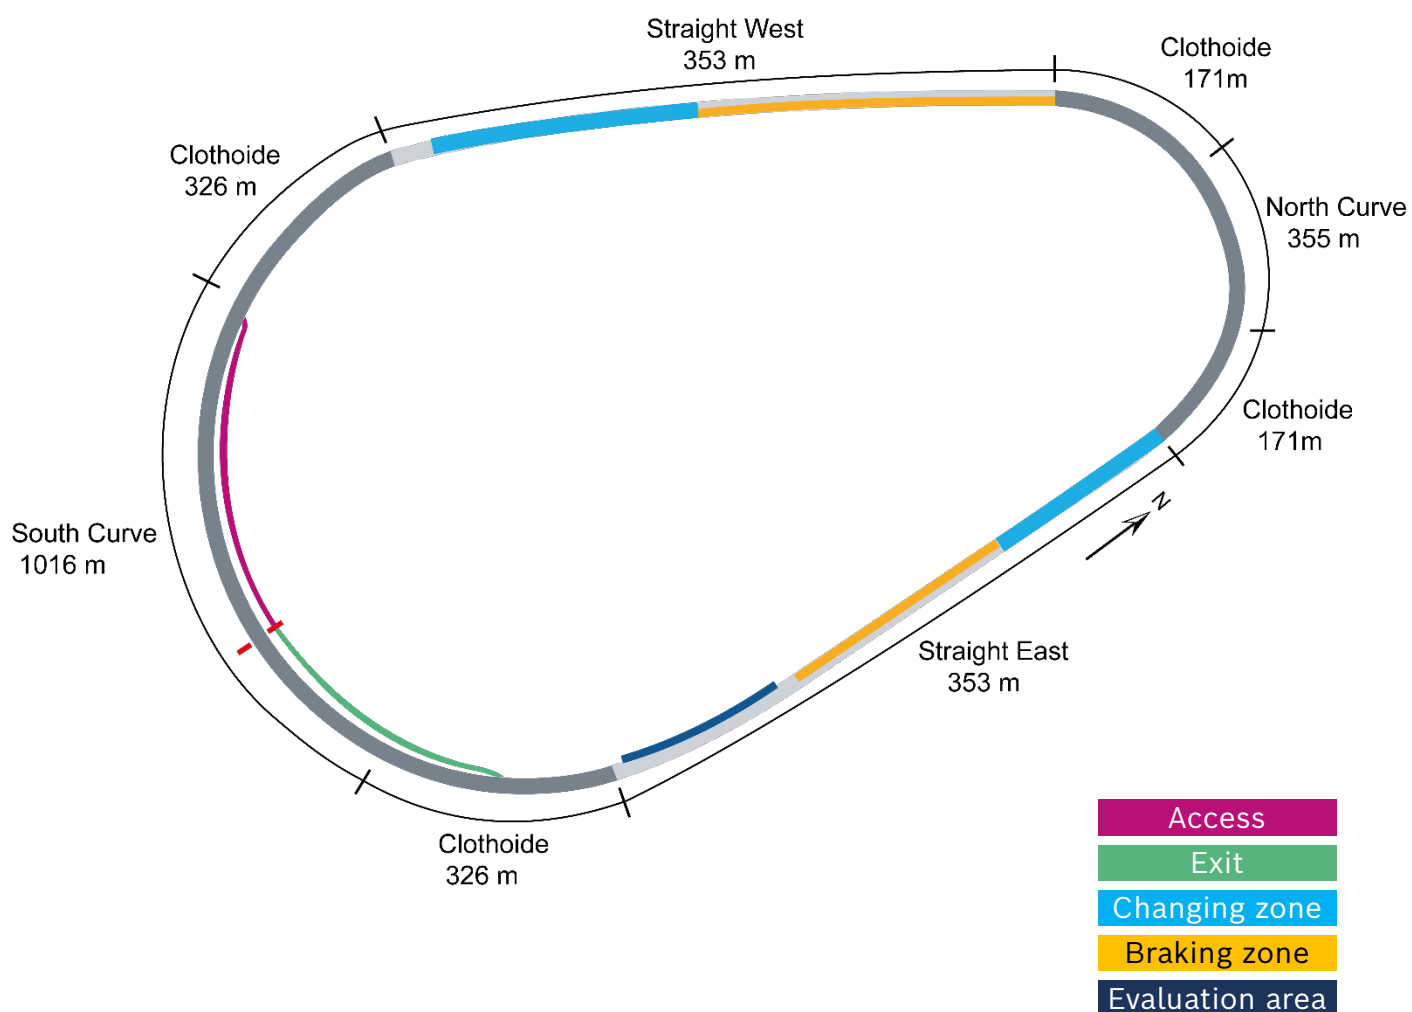 Straight West
353 m
Clothoide
171m
North Curve
355 m
Clothoide
171m
N
Straight East
353 m
Clothoide
326 m
South Curve
1016 m
Clothoide
326 m
Access
Exit
Changing zone
Braking zone
Evaluation area